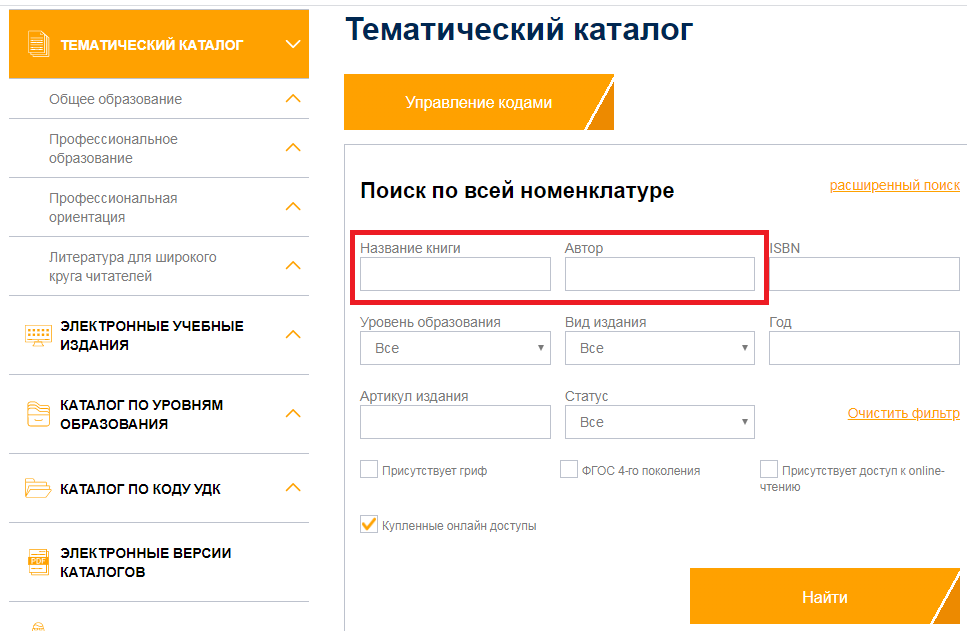 ТЕМАТИЧЕСКИЙ КАТАЛОГ
Общее образование
Профессиональное
образование
Профессиональная
ориентация
Литература для широкого
круга читателей
ЭЛЕКТРОННЫЕ УЧЕБНЫЕ
ИЗДАНИЯ
КАТАЛОГ ПО УРОВНЯМ
ОБРАЗОВАНИЯ
КАТАЛОГ ПО КОДУ УДК
PDF
ЭЛЕКТРОННЫЕ ВЕРСИИ
КАТАЛОГОВ
Тематический каталог
Управление кодами
Поиск по всей номенклатуре
расширенный поиск
Название книги
Автор
ISBN
Уровень образования
Вид издания
Год
Все
Все
Артикул издания
Статус
Все
Очистить фильтр
Присутствует гриф
ФГОС 4-го поколения
Присутствует доступ к online-
чтению
Купленные онлайн доступы
Найти